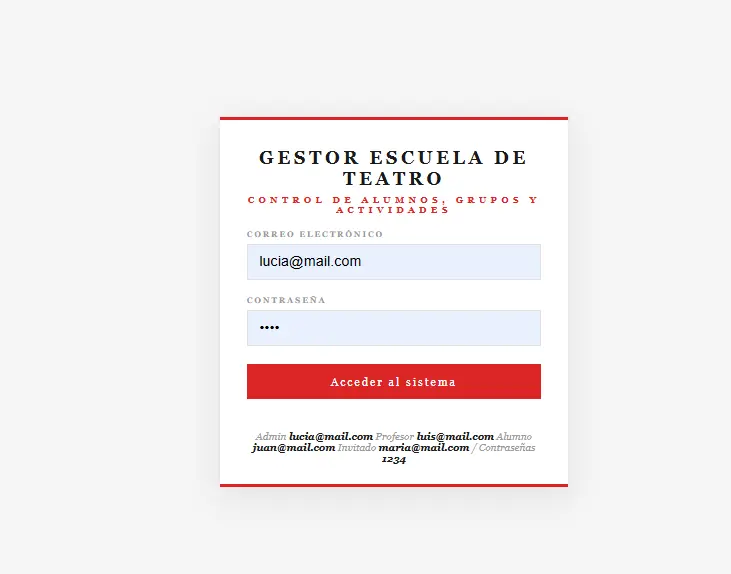 GESTOR ESCUELA DE
TEATRO
CONTROL DE ALUMNOS, GRUPOS Y
ACTIVIDADES
CORREO ELECTRÓNICO
lucia@mail.com
CONTRASEÑA
••••
Acceder al sistema
Admin lucia@mail.com Profesor luis@mail.com Alumno
juan@mail.com Invitado maria@mail.com / Contraseñas
1234